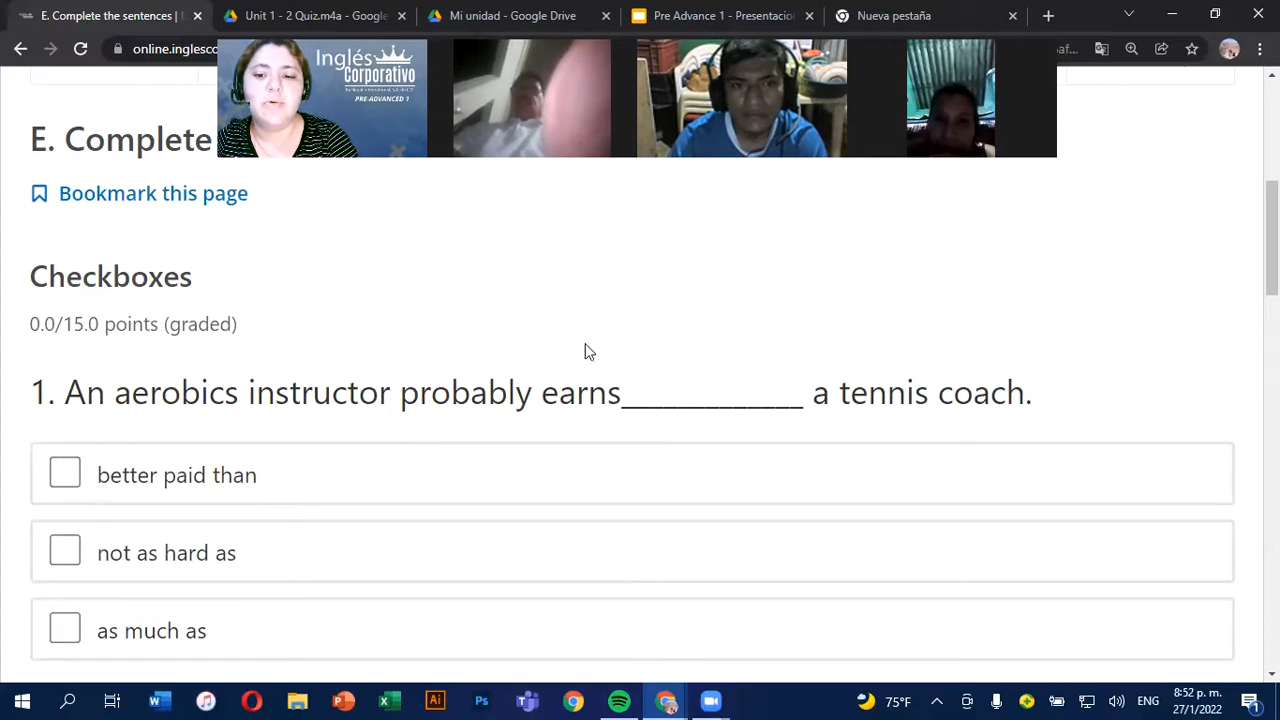 E. Complete the sentences |
Unit 1 - 2 Quiz.m4a - Google
Mi unidad - Google Drive
Pre Advance 1 - Presentacio
Nueva pestaña
online.inglesco
af...
Inglés
Corporativo
PRE-ADVANCED 1
E. Complete
Bookmark this page
Checkboxes
0.0/15.0 points (graded)
1. An aerobics instructor probably earns_____________ a tennis coach.
better paid than
not as hard as
as much as
75°F
ENG
8:52 p. m.
27/1/2022